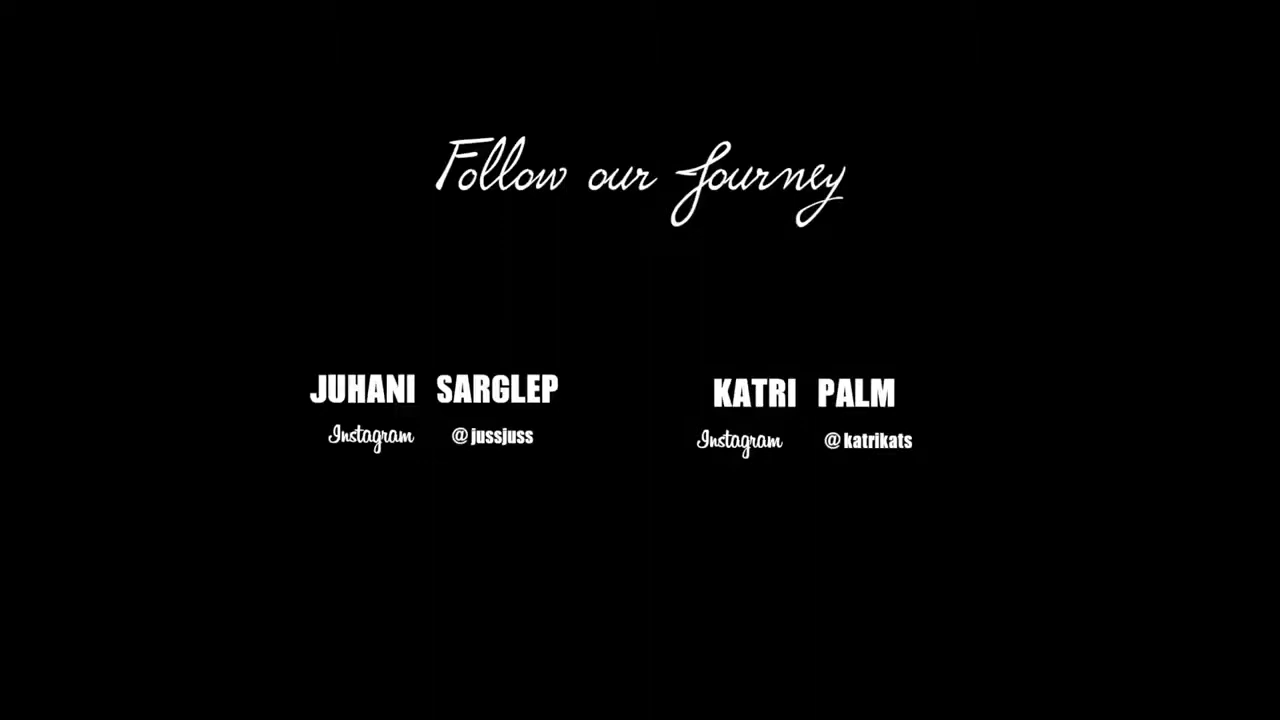 Follow our Journey
JUHANI SARGLEP
Instagram @jussjuss
KATRI PALM
Instagram @katrikats